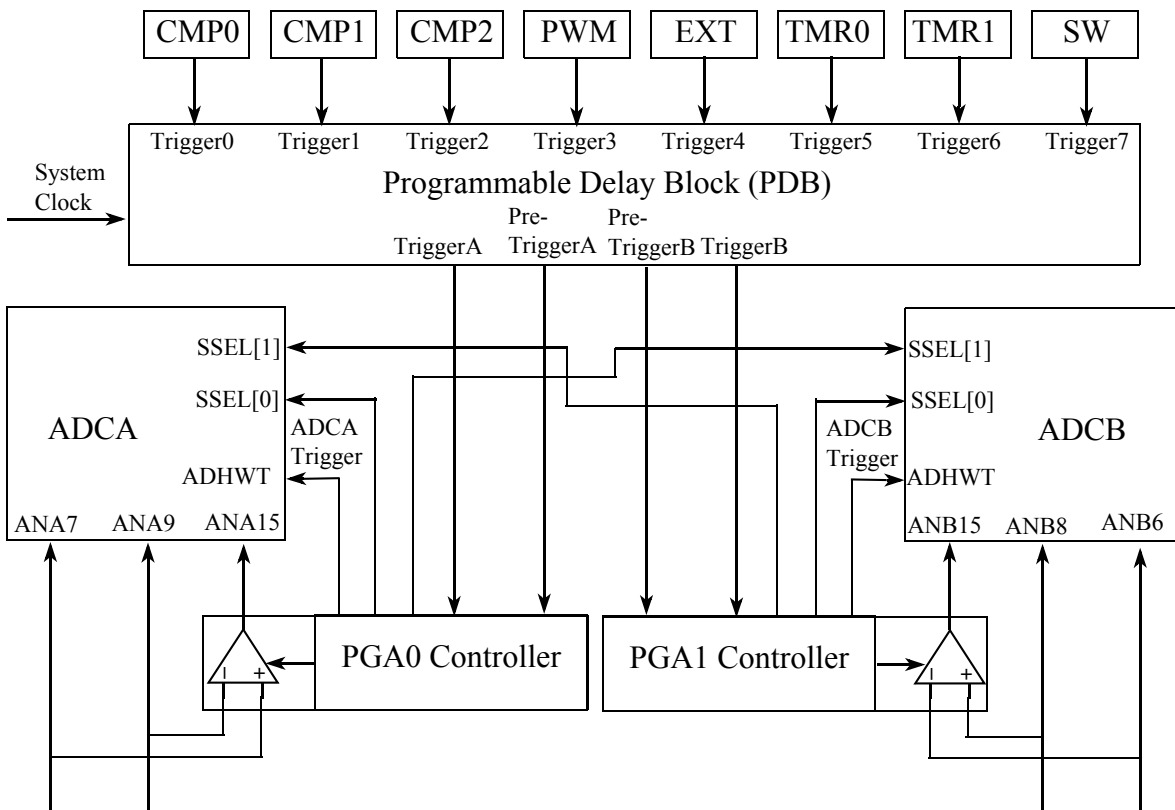 CMP0
CMP1
CMP2
PWM
EXT
TMR0
TMR1
SW
Trigger0
Trigger1
Trigger2
Trigger3
Trigger4
Trigger5
Trigger6
Trigger7
System
Clock
Programmable Delay Block (PDB)
TriggerA
Pre-
TriggerA
Pre-
TriggerB
TriggerB
ADCA
SSEL[1]
SSEL[0]
ADHWT
ANA7
ANA9
ANA15
ADCA
Trigger
ADCB
Trigger
SSEL[1]
SSEL[0]
ADHWT
ADCB
ANB15
ANB8
ANB6
PGA0 Controller
PGA1 Controller
– +
– +